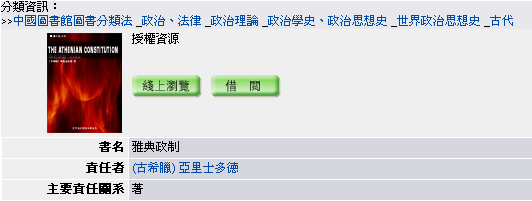 分類資訊：
>>中國圖書館圖書分類法 _政治、法律 _政治理論 _政治學史、政治思想史 _世界政治思想史 _古代
授權資源
THE ATHENIAN CONSTITUTION
綫上瀏覽 借 閱
書名 雅典政制
責任者 (古希臘) 亞里士多德
主要責任關系 著